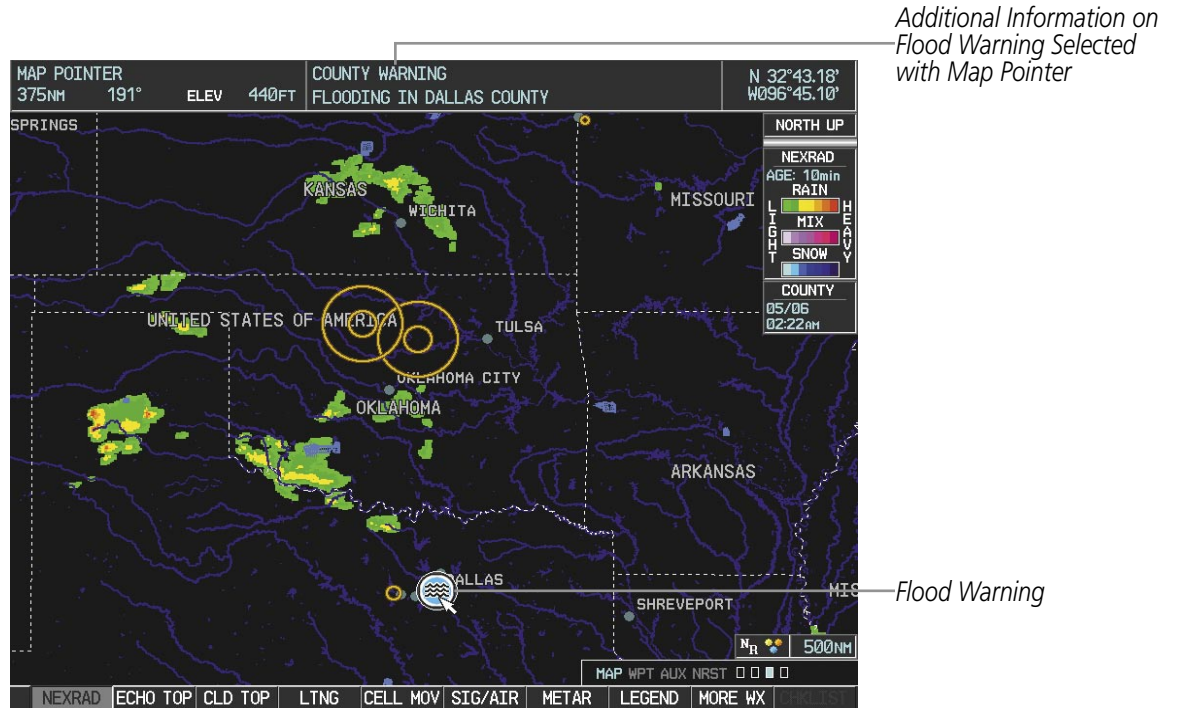 Additional Information on
Flood Warning Selected
with Map Pointer
MAP POINTER
375NM 191° ELEV 440FT
COUNTY WARNING
FLOODING IN DALLAS COUNTY
N 32°43.18'
W096°45.10'
SPRINGS
NORTH UP
NEXRAD
AGE: 10min
RAIN
LIGHT
HEAVY
MIX
SNOW
COUNTY
05/06
02:22AM
KANSAS
WICHITA
MISSOURI
UNITED STATES OF AMERICA
TULSA
OKLAHOMA CITY
OKLAHOMA
ARKANSAS
DALLAS
Flood Warning
SHREVEPORT
MIS
NR 500NM
MAP WPT AUX NRST
NEXRAD ECHO TOP CLD TOP LTNG CELL MOV SIG/AIR METAR LEGEND MORE WX CHKLIST